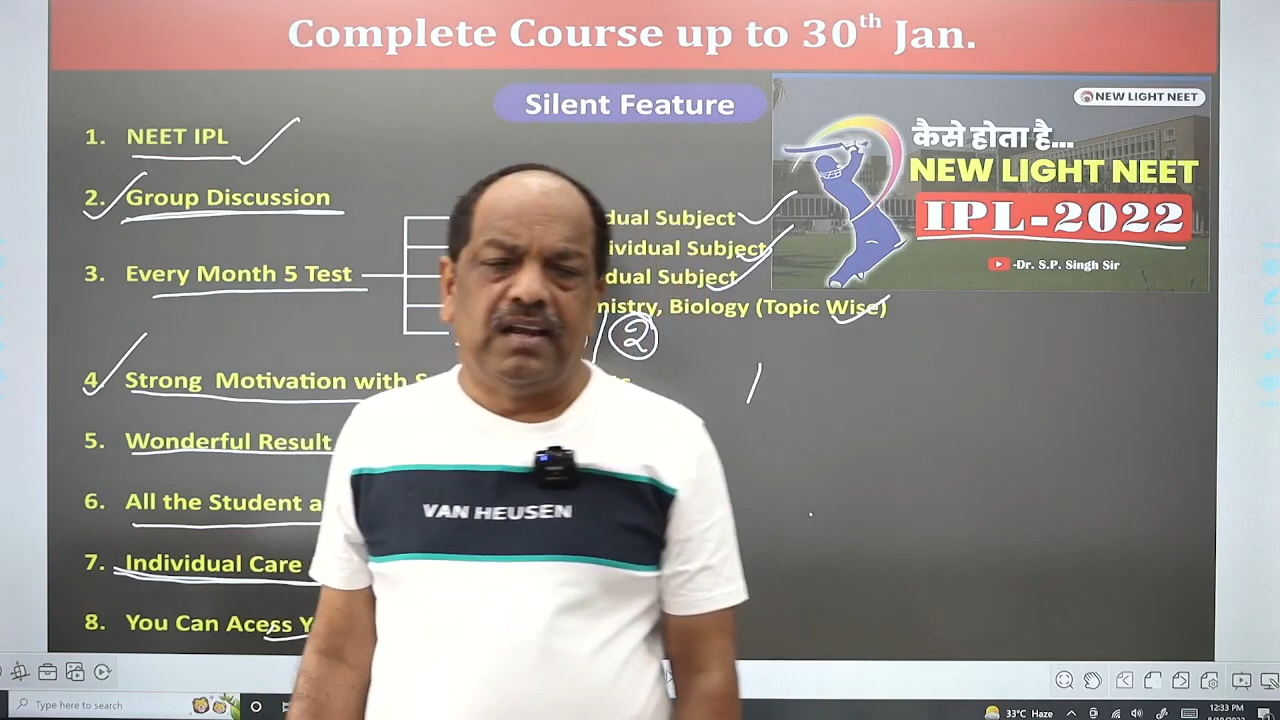 Complete Course up to 30th Jan.
Silent Feature
NEW LIGHT NEET
कैसे होता है...
NEW LIGHT NEET
IPL-2022
-Dr. S.P. Singh Sir
1. NEET IPL
2. Group Discussion
dual Subject
ividual Subject
3. Every Month 5 Test
dual Subject
mistry, Biology (Topic Wise)
2
4. Strong Motivation with S
5. Wonderful Result
6. All the Student a
7. Individual Care
8. You Can Acess Y
VAN HEUSEN
Type here to search
33°C Haze
12:33 PM